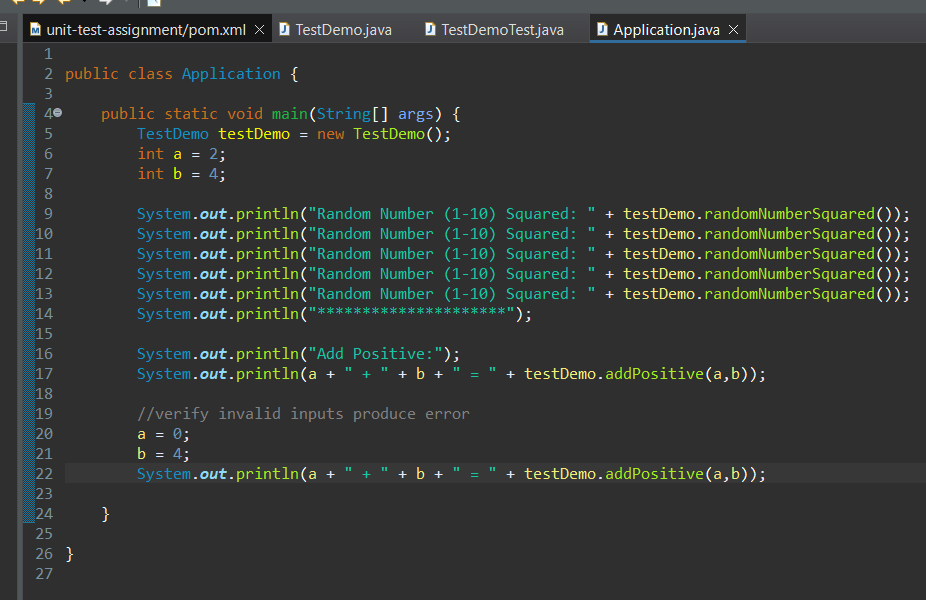 unit-test-assignment/pom.xml TestDemo.java TestDemoTest.java Application.java
1
2 public class Application {
3
4 public static void main(String[] args) {
5 TestDemo testDemo = new TestDemo();
6 int a = 2;
7 int b = 4;
8
9 System.out.println("Random Number (1-10) Squared: " + testDemo.randomNumberSquared());
10 System.out.println("Random Number (1-10) Squared: " + testDemo.randomNumberSquared());
11 System.out.println("Random Number (1-10) Squared: " + testDemo.randomNumberSquared());
12 System.out.println("Random Number (1-10) Squared: " + testDemo.randomNumberSquared());
13 System.out.println("Random Number (1-10) Squared: " + testDemo.randomNumberSquared());
14 System.out.println("*********************");
15
16 System.out.println("Add Positive:");
17 System.out.println(a + " + " + b + " = " + testDemo.addPositive(a,b));
18
19 //verify invalid inputs produce error
20 a = 0;
21 b = 4;
22 System.out.println(a + " + " + b + " = " + testDemo.addPositive(a,b));
23
24 }
25
26 }
27